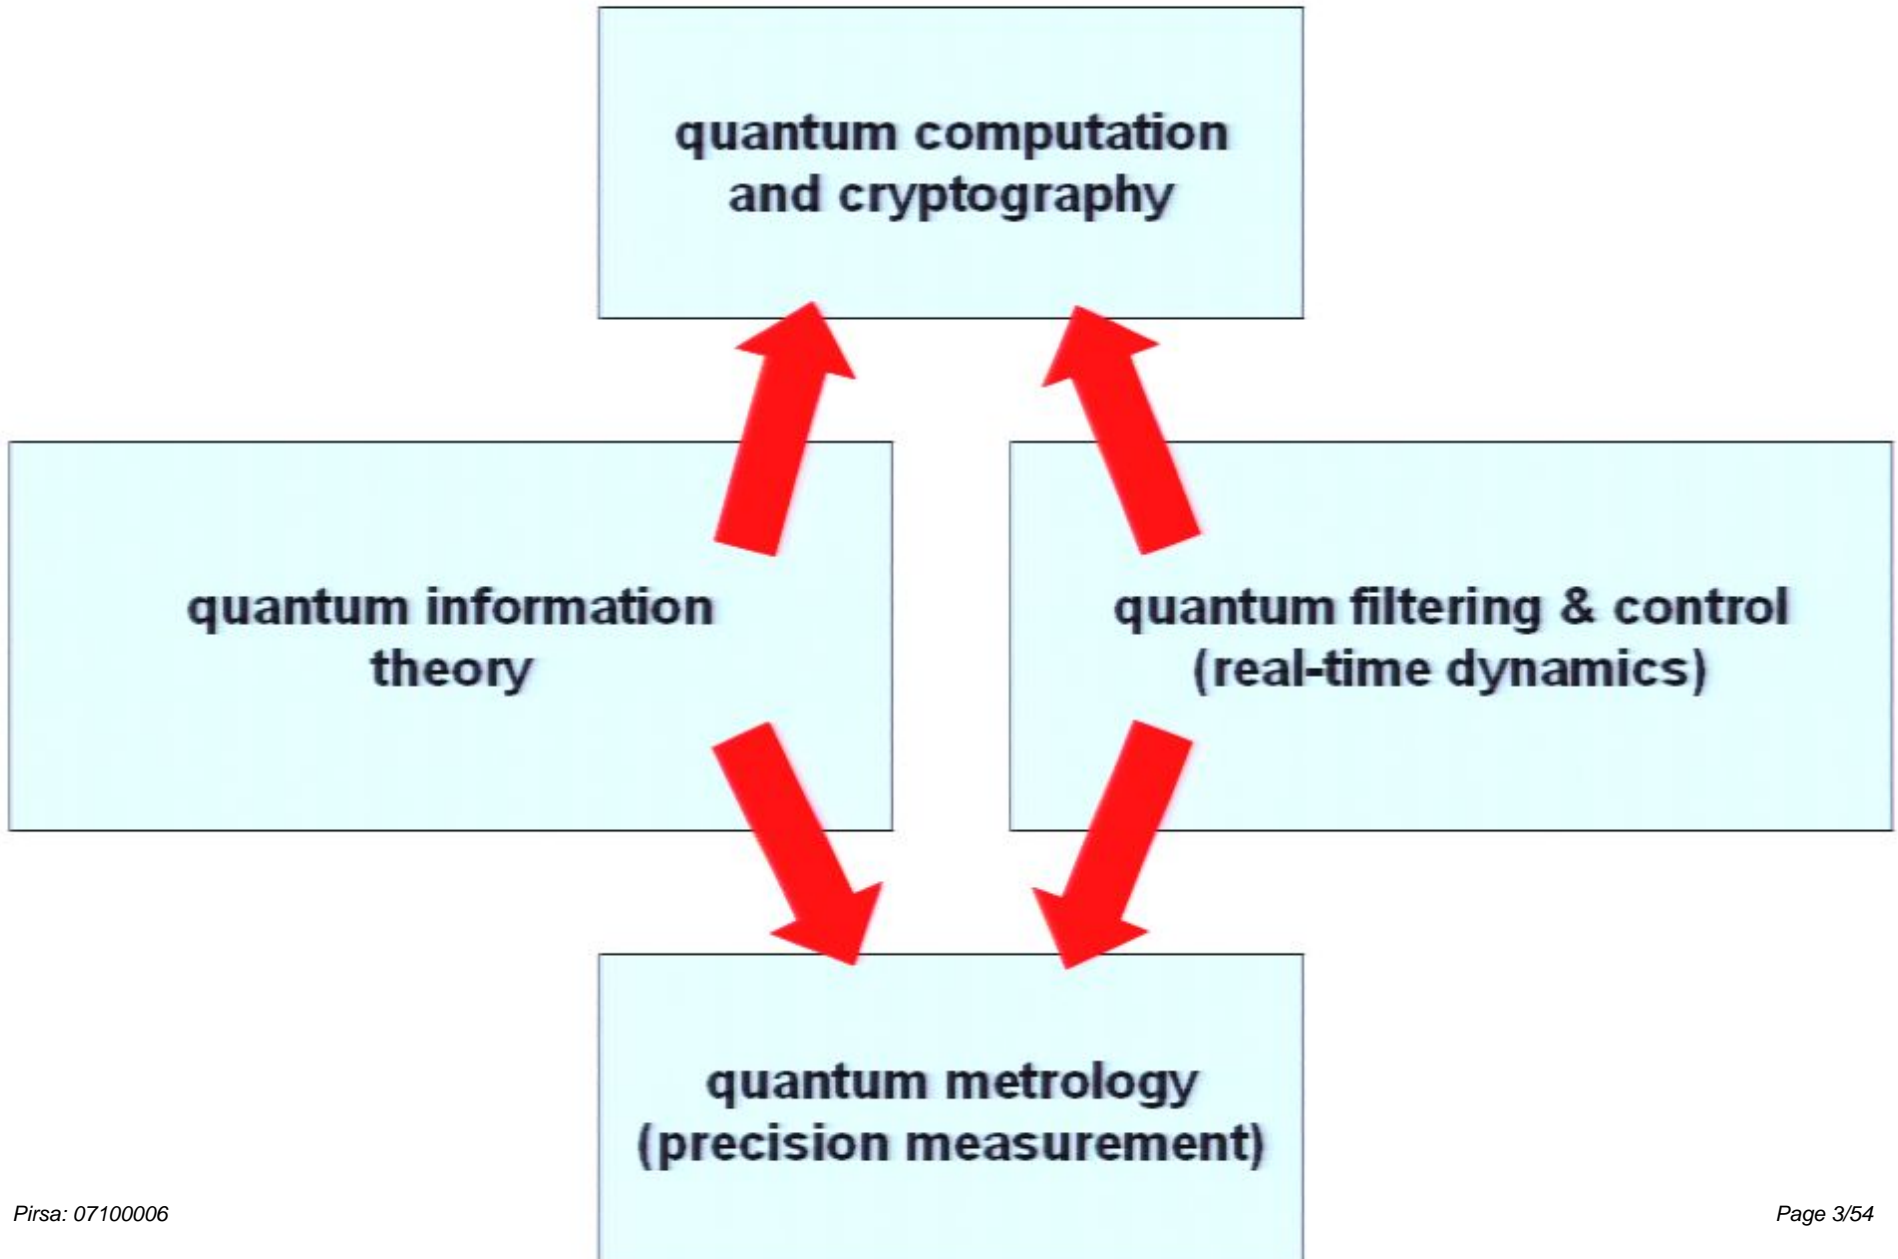 quantum computation
and cryptography
quantum information
theory
quantum filtering & control
(real-time dynamics)
quantum metrology
(precision measurement)
Pirsa: 07100006
Page 3/54